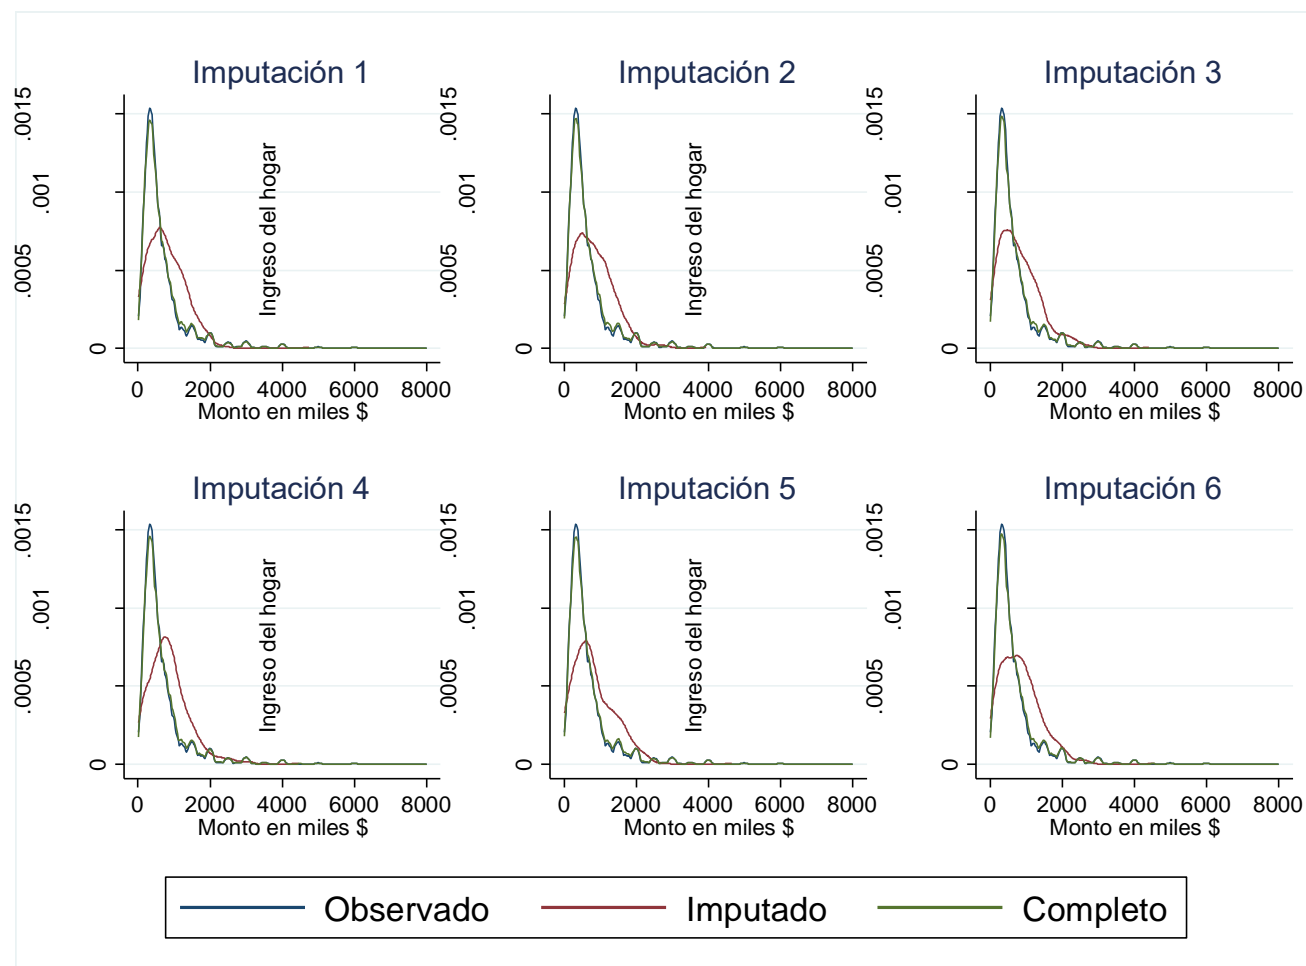 Imputación 1
.0015
.001
.0005
0
0 2000 4000 6000 8000
Monto en miles $
Imputación 2
Ingreso del hogar
.0015
.001
.0005
0
0 2000 4000 6000 8000
Monto en miles $
Imputación 3
Ingreso del hogar
.0015
.001
.0005
0
0 2000 4000 6000 8000
Monto en miles $
Imputación 4
.0015
.001
.0005
0
0 2000 4000 6000 8000
Monto en miles $
Imputación 5
Ingreso del hogar
.0015
.001
.0005
0
0 2000 4000 6000 8000
Monto en miles $
Imputación 6
Ingreso del hogar
.0015
.001
.0005
0
0 2000 4000 6000 8000
Monto en miles $
Observado Imputado Completo